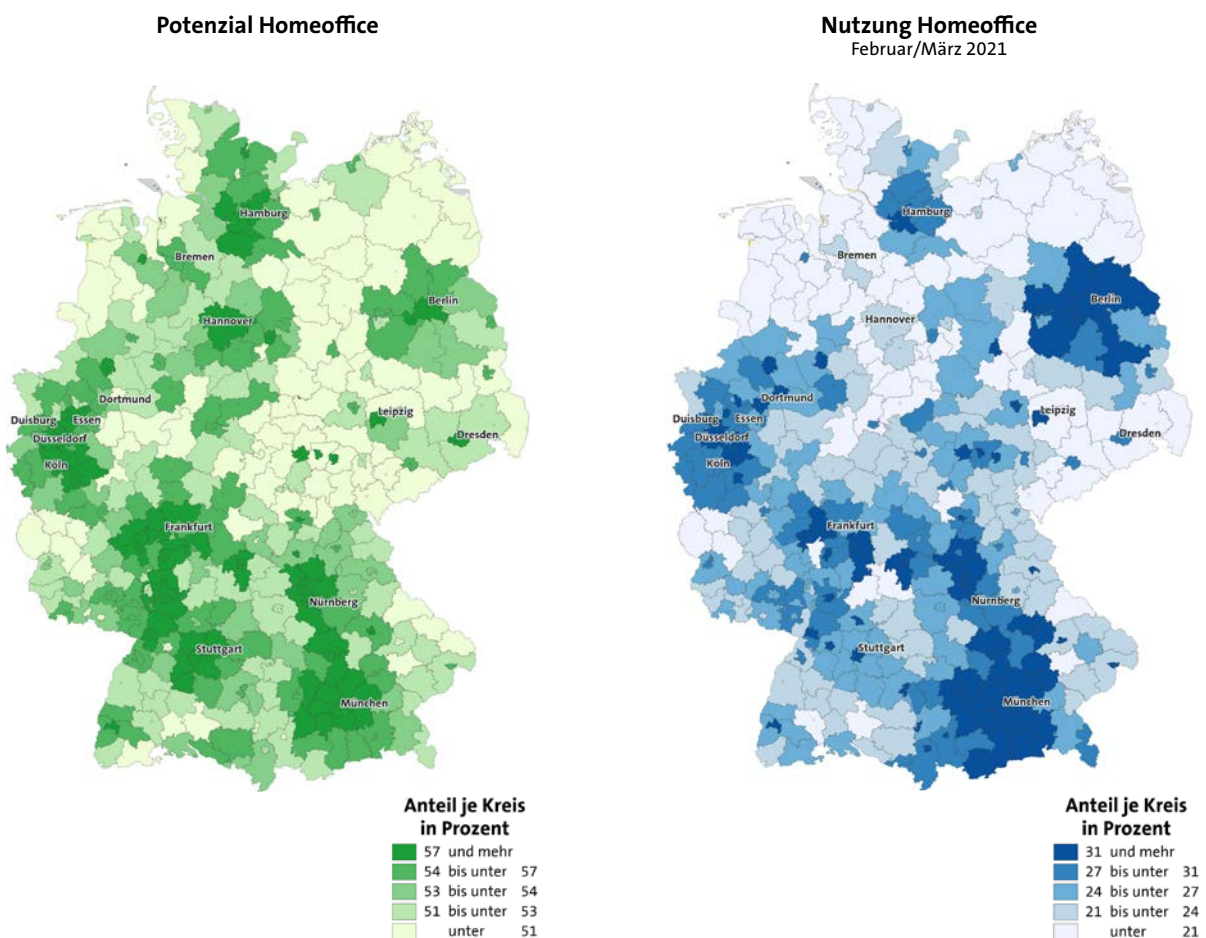 Potenzial Homeoffice
Hamburg
Bremen
Berlin
Hannover
Dortmund
Duisburg
Essen
Leipzig
Düsseldorf
Dresden
Köln
Frankfurt
Nürnberg
Stuttgart
München
Anteil je Kreis
in Prozent
57 und mehr
54 bis unter 57
53 bis unter 54
51 bis unter 53
unter 51
Nutzung Homeoffice
Februar/März 2021
Hamburg
Bremen
Berlin
Hannover
Dortmund
Duisburg
Essen
Leipzig
Düsseldorf
Dresden
Köln
Frankfurt
Nürnberg
Stuttgart
München
Anteil je Kreis
in Prozent
31 und mehr
27 bis unter 31
24 bis unter 27
21 bis unter 24
unter 21